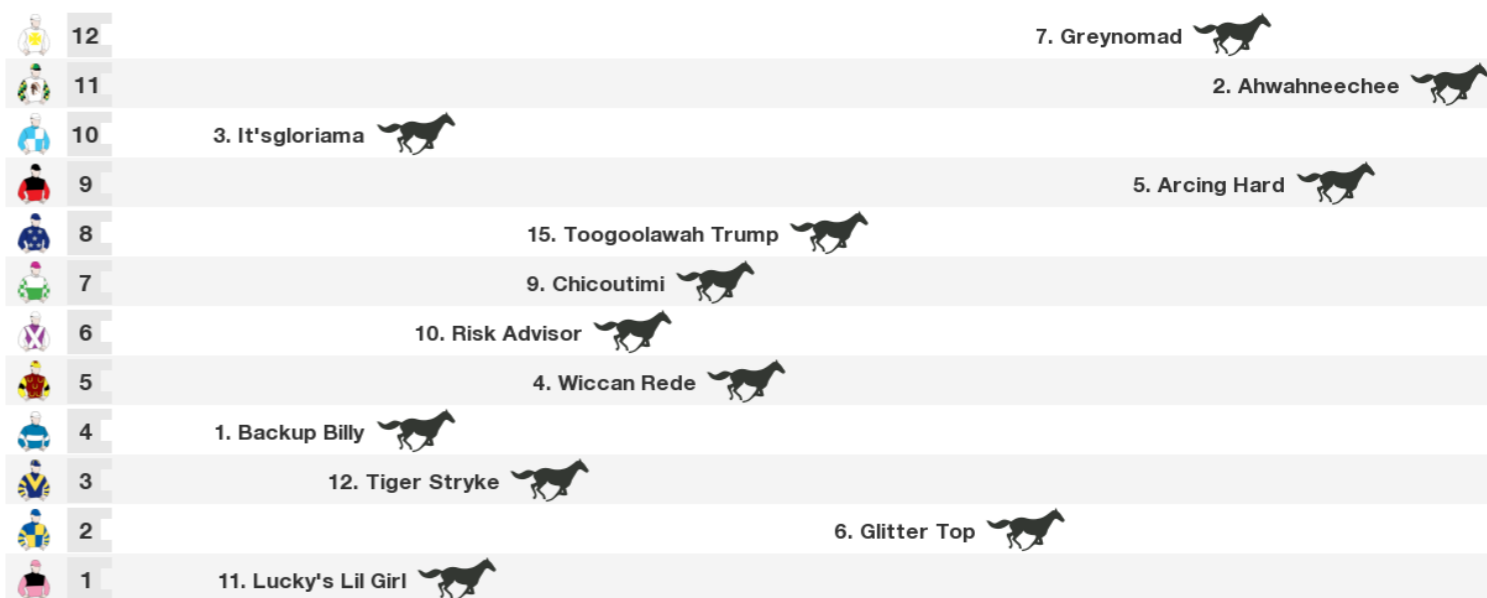 12 7. Greynomad
11 2. Ahwahneechee
10 3. It'sgloriama
9 5. Arcing Hard
8 15. Toogoolawah Trump
7 9. Chicoutimi
6 10. Risk Advisor
5 4. Wiccan Rede
4 1. Backup Billy
3 12. Tiger Stryke
2 6. Glitter Top
1 11. Lucky's Lil Girl